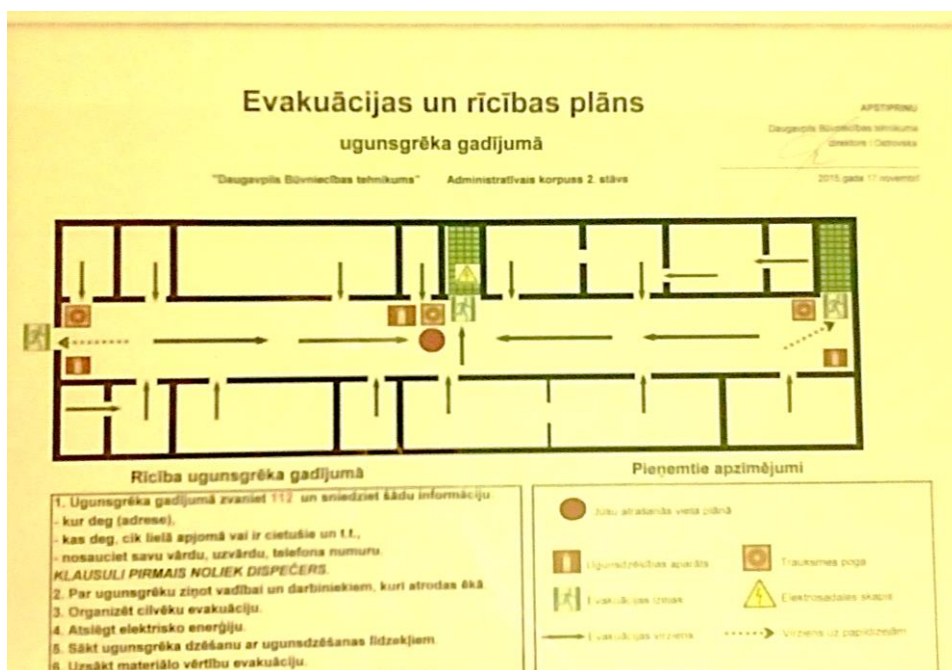 Evakuācijas un rīcības plāns
ugunsgrēka gadījumā
APSTIPRINU
Daugavpils Būvniecības tehnikuma
direktore I Ostrovska
2015 gada 17 novembrī
"Daugavpils Būvniecības tehnikums" Administratīvais korpuss 2. stāvs
Rīcība ugunsgrēka gadījumā
1. Ugunsgrēka gadījumā zvaniet 112 un sniedziet šādu informāciju
- kur deg (adrese),
- kas deg, cik lielā apjomā vai ir cietušie un t.t.,
- nosauciet savu vārdu, uzvārdu, telefona numuru.
KLAUSULI PIRMAIS NOLIEK DISPEČERS.
2. Par ugunsgrēku ziņot vadībai un darbiniekiem, kuri atrodas ēkā.
3. Organizēt cilvēku evakuāciju.
4. Atslēgt elektrisko enerģiju.
5. Sākt ugunsgrēka dzēšanu ar ugunsdzēšanas līdzekļiem.
6. Uzsākt materiālo vērtību evakuāciju.
Pieņemtie apzīmējumi
Jūsu atrašanās vieta plānā
Ugunsdzēsības aparāts
Trauksmes poga
Evakuācijas izejas
Elektrosadales skapis
Evakuācijas virziens
Virziens uz